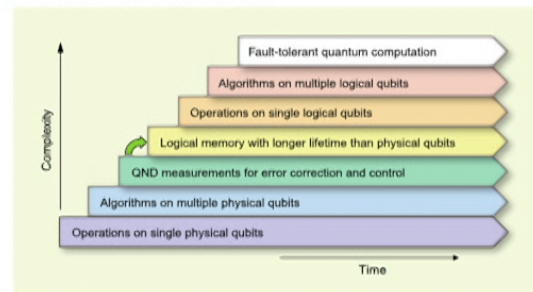 Fault-tolerant quantum computation
Algorithms on multiple logical qubits
Operations on single logical qubits
Logical memory with longer lifetime than physical qubits
QND measurements for error correction and control
Algorithms on multiple physical qubits
Operations on single physical qubits
Complexity
Time